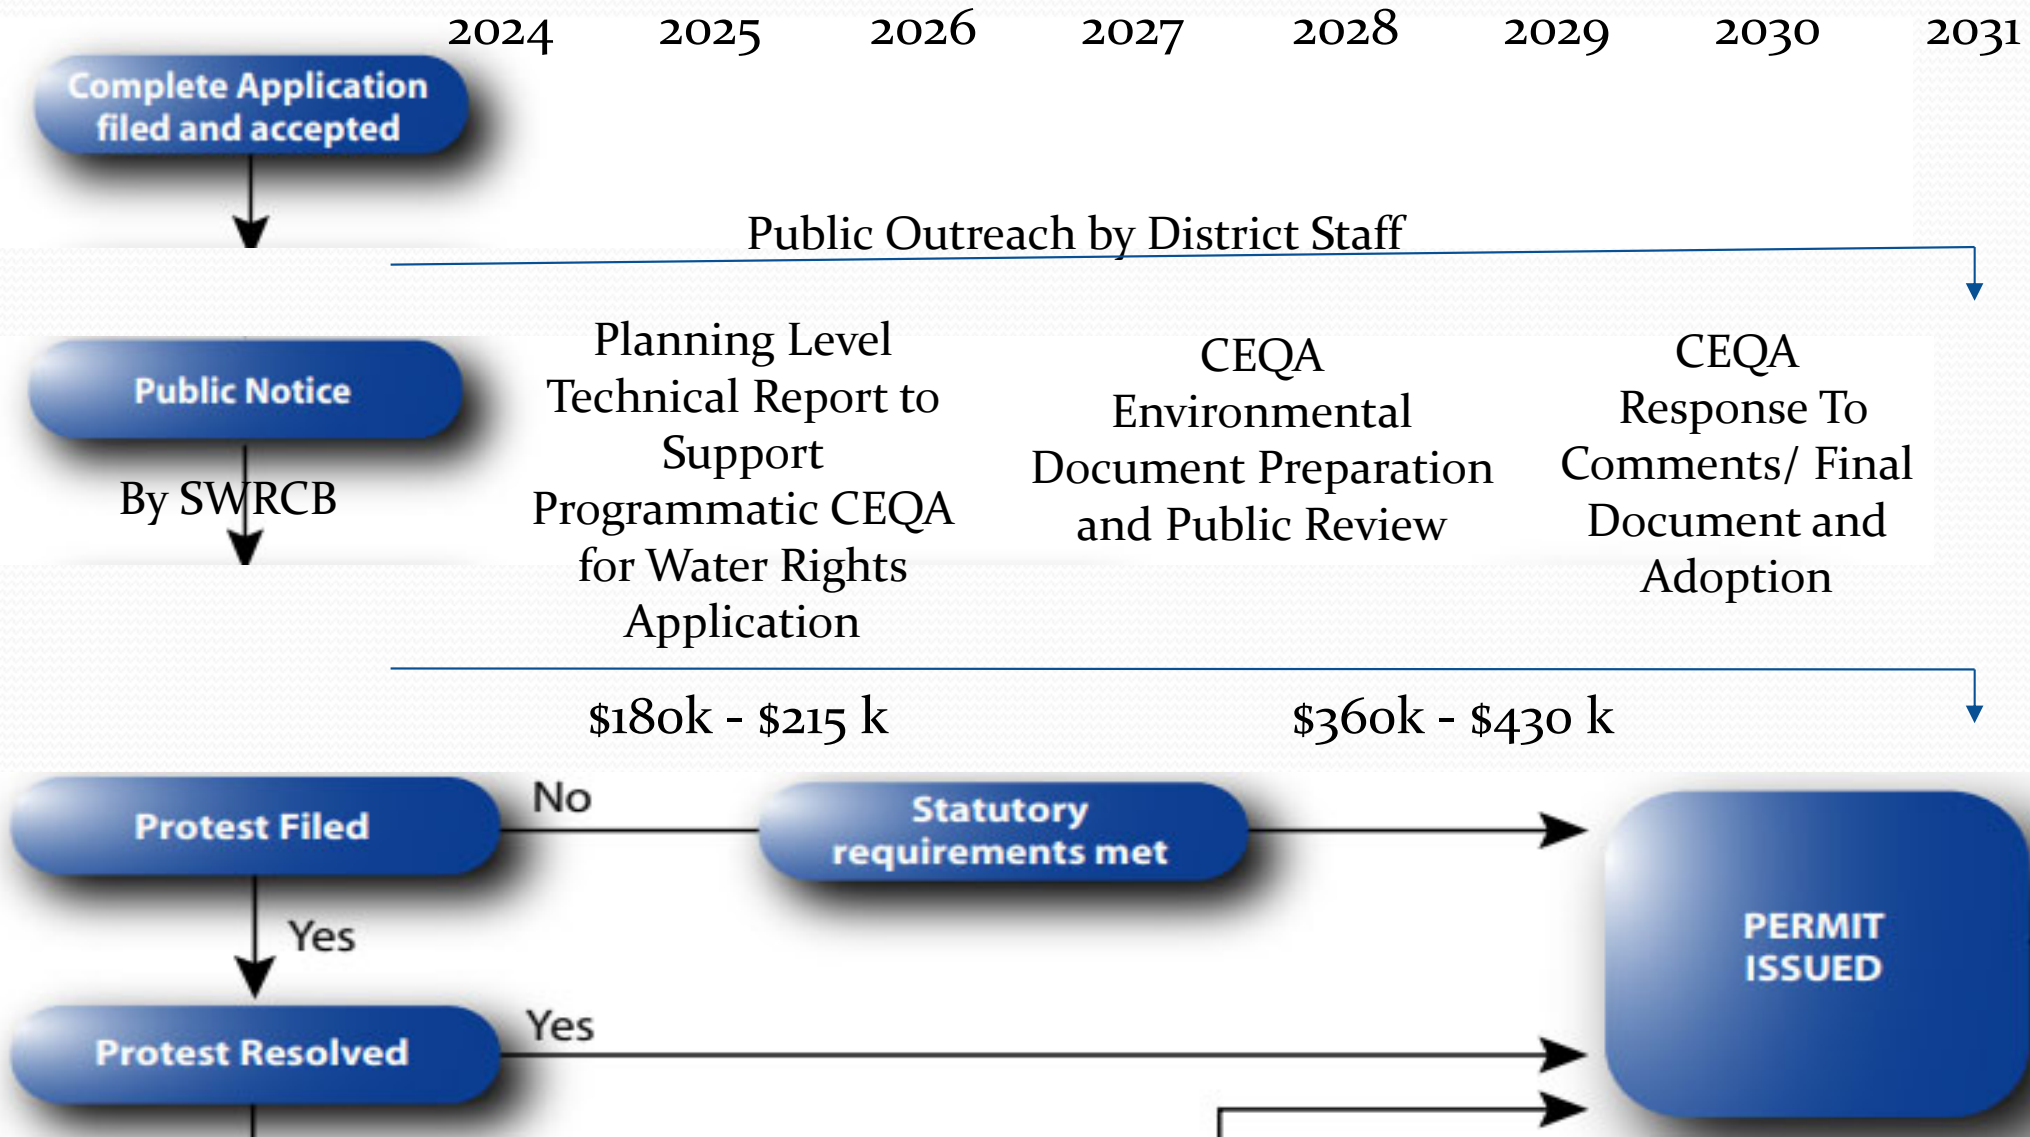 2024 2025 2026 2027 2028 2029 2030 2031
Complete Application
filed and accepted
Public Outreach by District Staff
Public Notice
By SWRCB
Planning Level
Technical Report to
Support
Programmatic CEQA
for Water Rights
Application
CEQA
Environmental
Document Preparation
and Public Review
CEQA
Response To
Comments/ Final
Document and
Adoption
$180k - $215 k
$360k - $430 k
Protest Filed
No
Statutory
requirements met
PERMIT
ISSUED
Yes
Protest Resolved
Yes